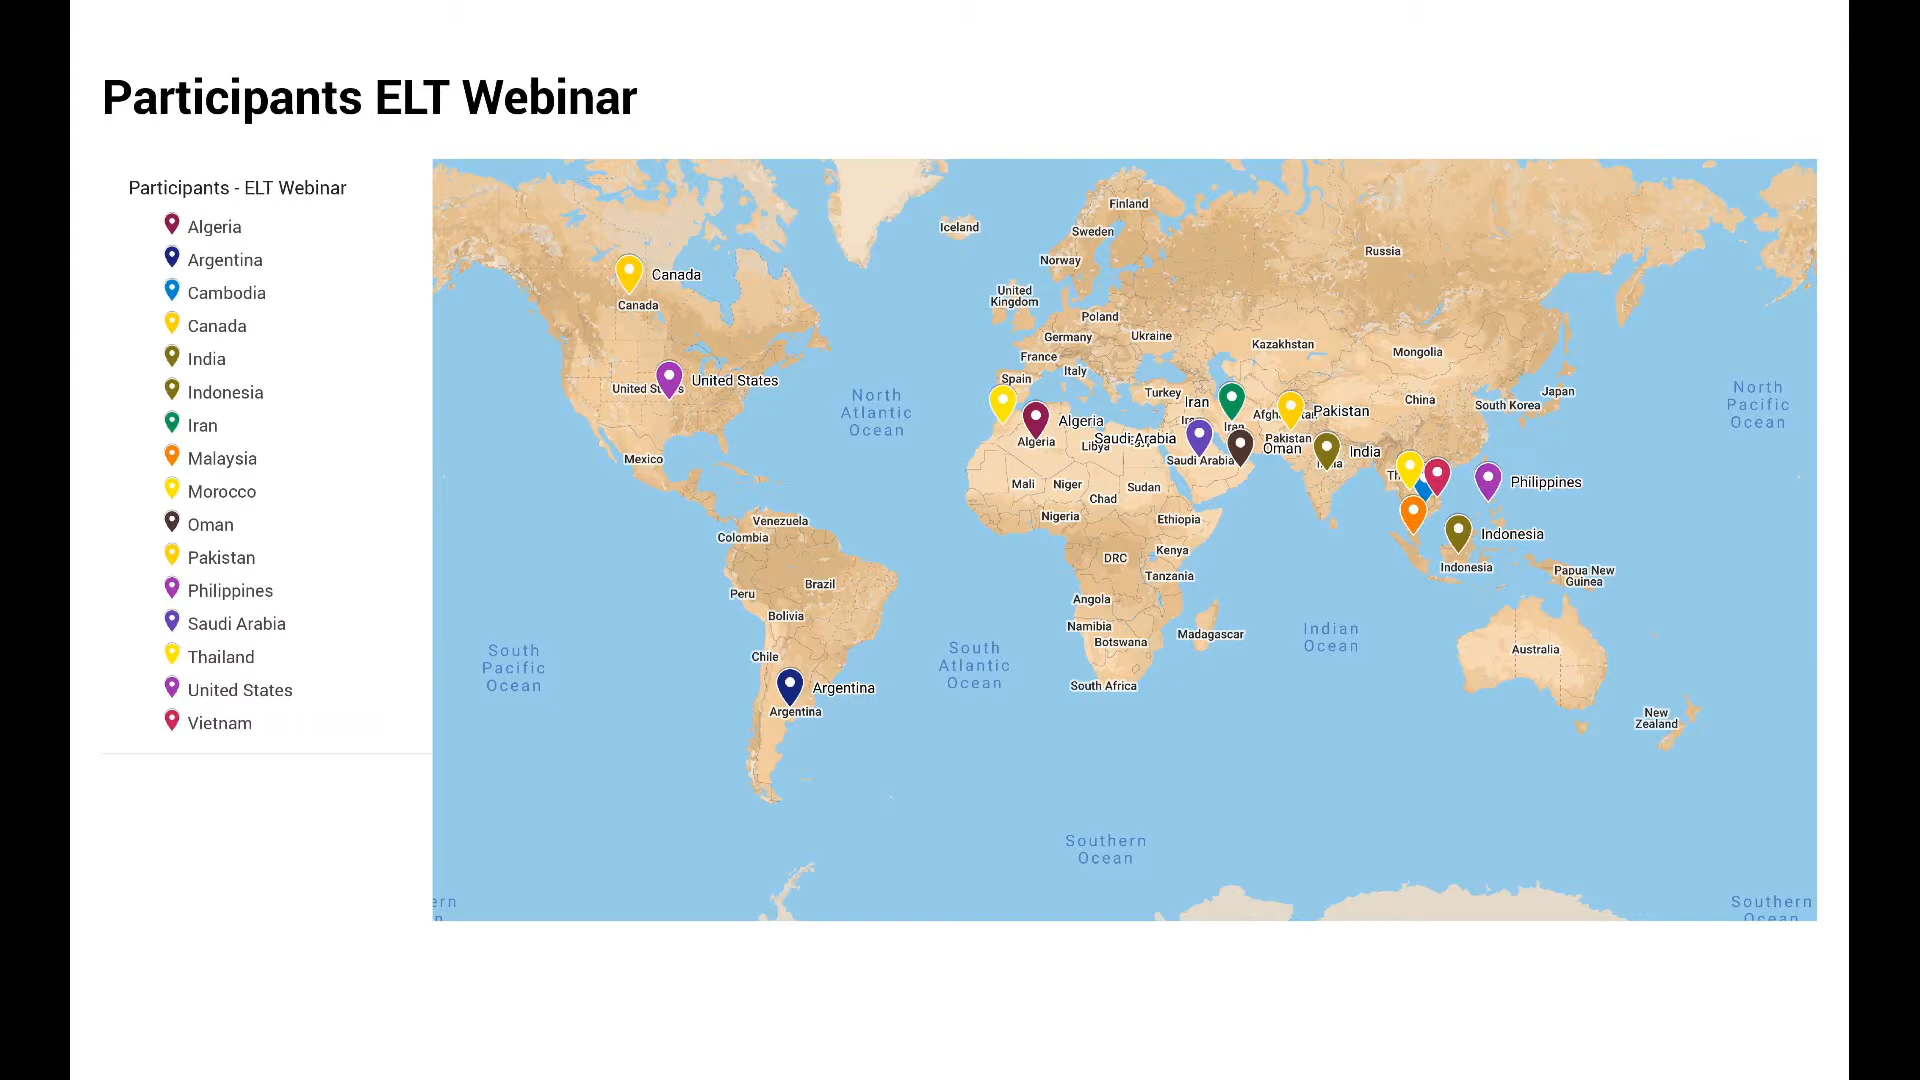 Participants ELT Webinar
Participants - ELT Webinar
Algeria
Argentina
Cambodia
Canada
India
Indonesia
Iran
Malaysia
Morocco
Oman
Pakistan
Philippines
Saudi Arabia
Thailand
United States
Vietnam
Finland
Iceland
Sweden
Russia
Norway
Canada
Canada
United
Kingdom
Poland
Germany
Ukraine
Kazakhstan
Mongolia
France
Italy
Spain
United States
Turkey
Iran
Japan
China
South Korea
North
Atlantic
Ocean
North
Pacific
Ocean
Pakistan
Pakistan
Algeria
Algeria
Libya
Saudi Arabia
Saudi Arabia
Iran
Oman
India
Mexico
Mali
Niger
Chad
Sudan
Philippines
Nigeria
Ethiopia
Venezuela
Colombia
Indonesia
Indonesia
DRC
Kenya
Tanzania
Papua New
Guinea
Brazil
Peru
Bolivia
Angola
Namibia
Botswana
Madagascar
Indian
Ocean
South
Pacific
Ocean
South
Atlantic
Ocean
Chile
Australia
South Africa
Argentina
Argentina
New
Zealand
Southern
Ocean
Southern
Ocean